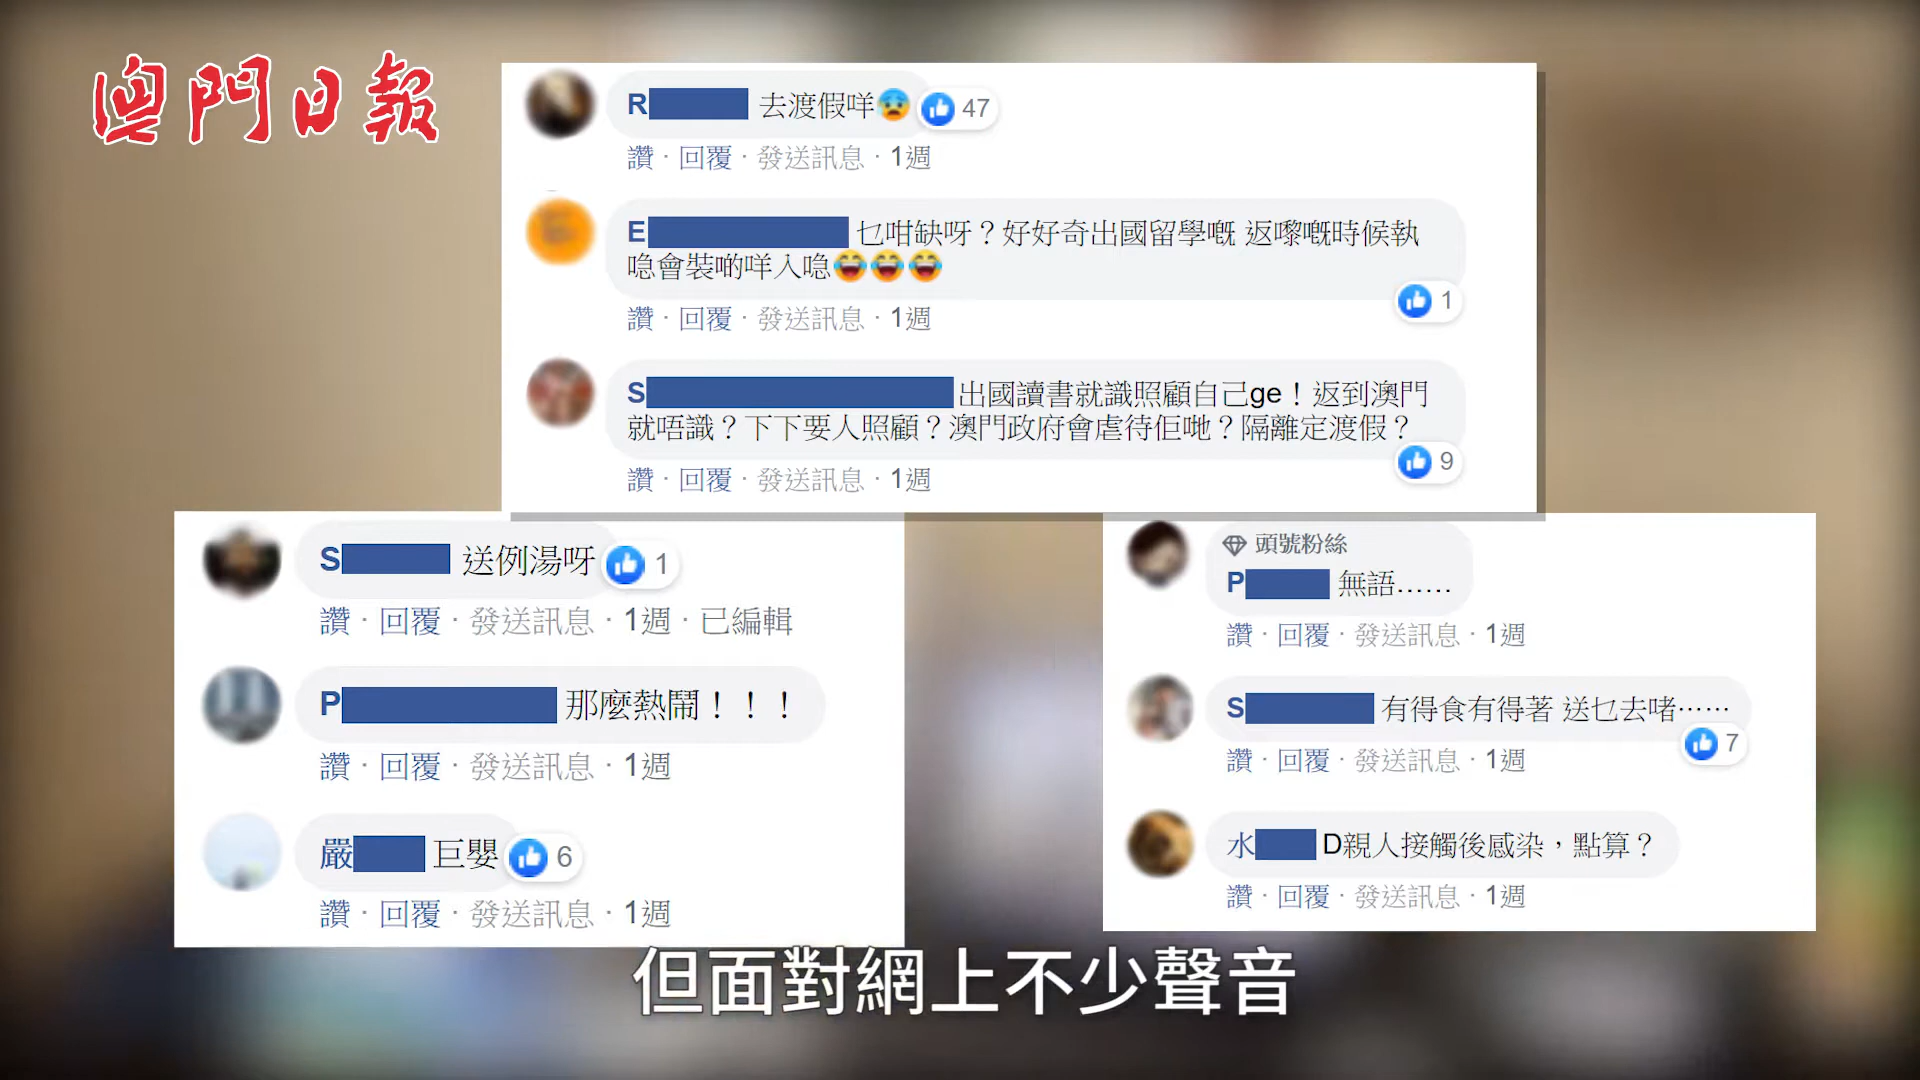 澳門日報
R 去渡假咩 47
讚 · 回覆 · 發送訊息 · 1週
E 乜咁缺呀？好好奇出國留學嘅 返嚟嘅時候執
喼會裝啲咩入喼 1
讚 · 回覆 · 發送訊息 · 1週
S 出國讀書就識照顧自己ge！返到澳門
就唔識？下下要人照顧？澳門政府會虐待佢哋？隔離定渡假？ 9
讚 · 回覆 · 發送訊息 · 1週
S 送例湯呀 1
讚 · 回覆 · 發送訊息 · 1週 · 已編輯
P 那麼熱鬧！！！
讚 · 回覆 · 發送訊息 · 1週
嚴 巨嬰 6
讚 · 回覆 · 發送訊息 · 1週
頭號粉絲
P 無語......
讚 · 回覆 · 發送訊息 · 1週
S 有得食有得著 送乜去啫⋯⋯ 7
讚 · 回覆 · 發送訊息 · 1週
水 D親人接觸後感染，點算？
讚 · 回覆 · 發送訊息 · 1週
但面對網上不少聲音